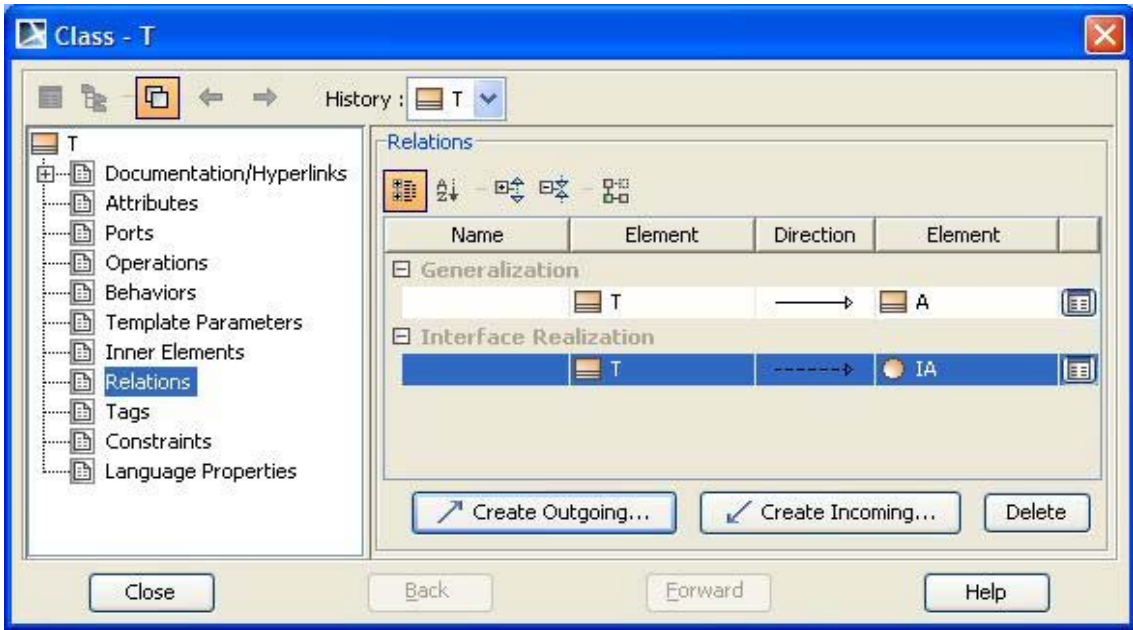 Class - T
History : T
T
Documentation/Hyperlinks
Attributes
Ports
Operations
Behaviors
Template Parameters
Inner Elements
Relations
Tags
Constraints
Language Properties
Relations
Name Element Direction Element
Generalization
T A
Interface Realization
T IA
Create Outgoing... Create Incoming... Delete
Close Back Forward Help